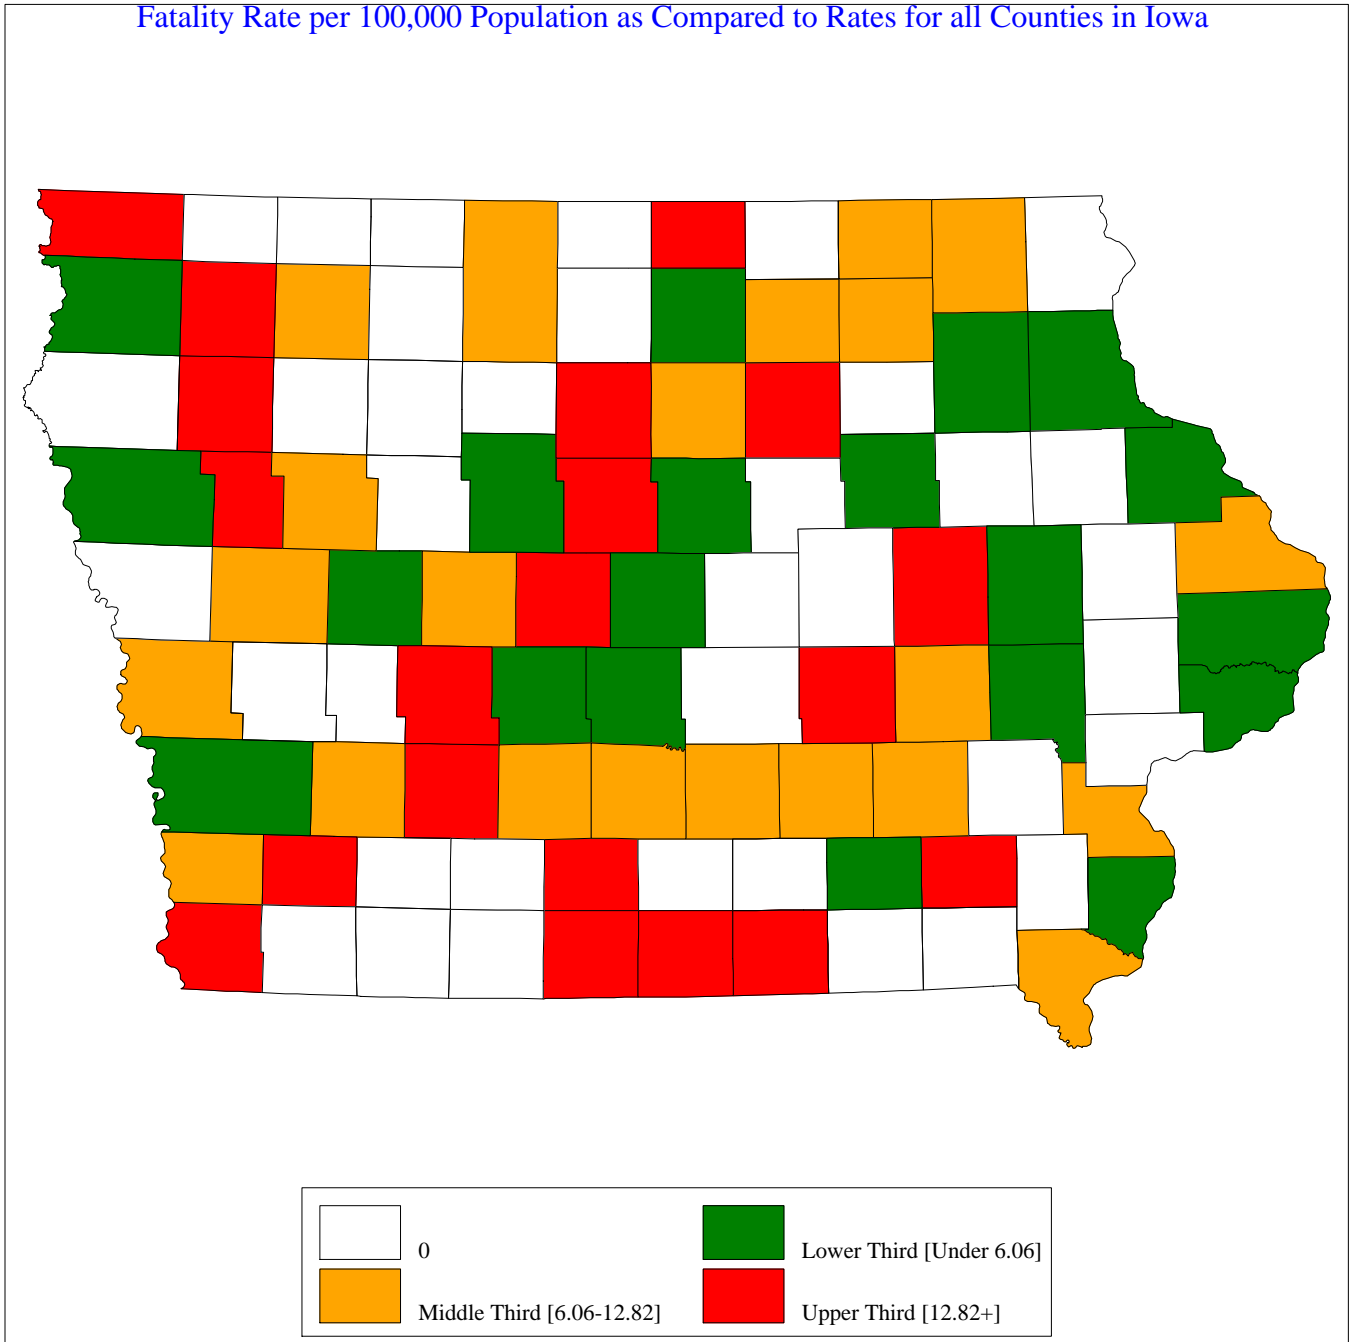 Fatality Rate per 100,000 Population as Compared to Rates for all Counties in Iowa
0
Lower Third [Under 6.06]
Middle Third [6.06-12.82]
Upper Third [12.82+]